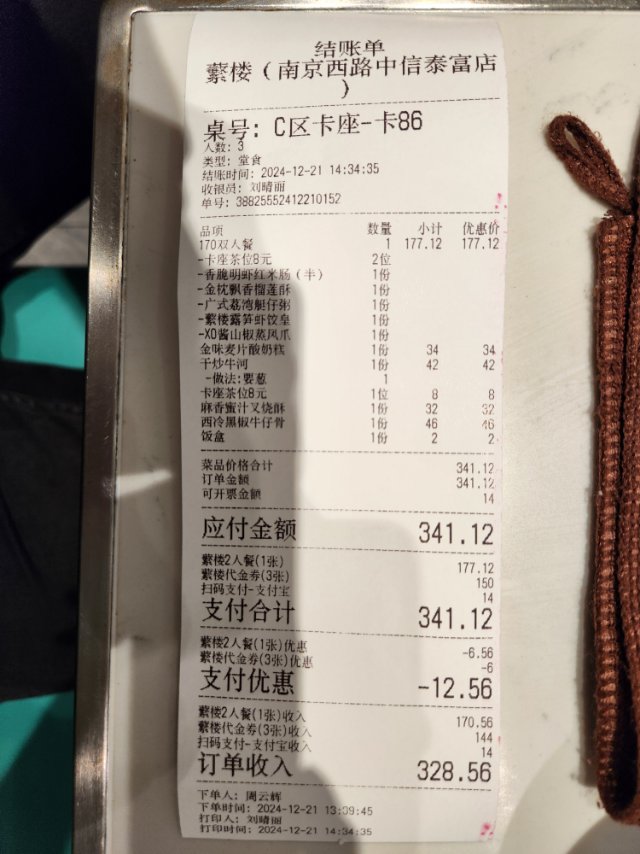 结账单
蘩楼（南京西路中信泰富店
）
桌号: C区卡座-卡86
人数: 3
类型: 堂食
结账时间: 2024-12-21 14:34:35
收银员: 刘晴丽
单号: 38825552412210152
品项 数量 小计 优惠价
170双人餐 1 177.12 177.12
-卡座茶位8元 2位
-香脆明虾红米肠（半） 1份
-金枕飘香榴莲酥 1份
-广式荔湾艇仔粥 1份
-蘩楼露笋虾饺皇 1份
-XO酱山椒蒸凤爪 1份
金味麦片酸奶糕 1份 34 34
干炒牛河 1份 42 42
-做法:要葱 1
卡座茶位8元 1位 8 8
麻香蜜汁叉烧酥 1份 32 32
西冷黑椒牛仔骨 1份 46 46
饭盒 1份 2 2
菜品价格合计 341.12
订单金额 341.12
可开票金额 14
应付金额 341.12
蘩楼2人餐(1张) 177.12
蘩楼代金券(3张) 150
扫码支付-支付宝 14
支付合计 341.12
蘩楼2人餐(1张)优惠 -6.56
蘩楼代金券(3张)优惠 -6
支付优惠 -12.56
蘩楼2人餐(1张)收入 170.56
蘩楼代金券(3张)收入 144
扫码支付-支付宝收入 14
订单收入 328.56
下单人: 周云辉
下单时间: 2024-12-21 13:39:45
打印人: 刘晴丽
打印时间: 2024-12-21 14:34:35